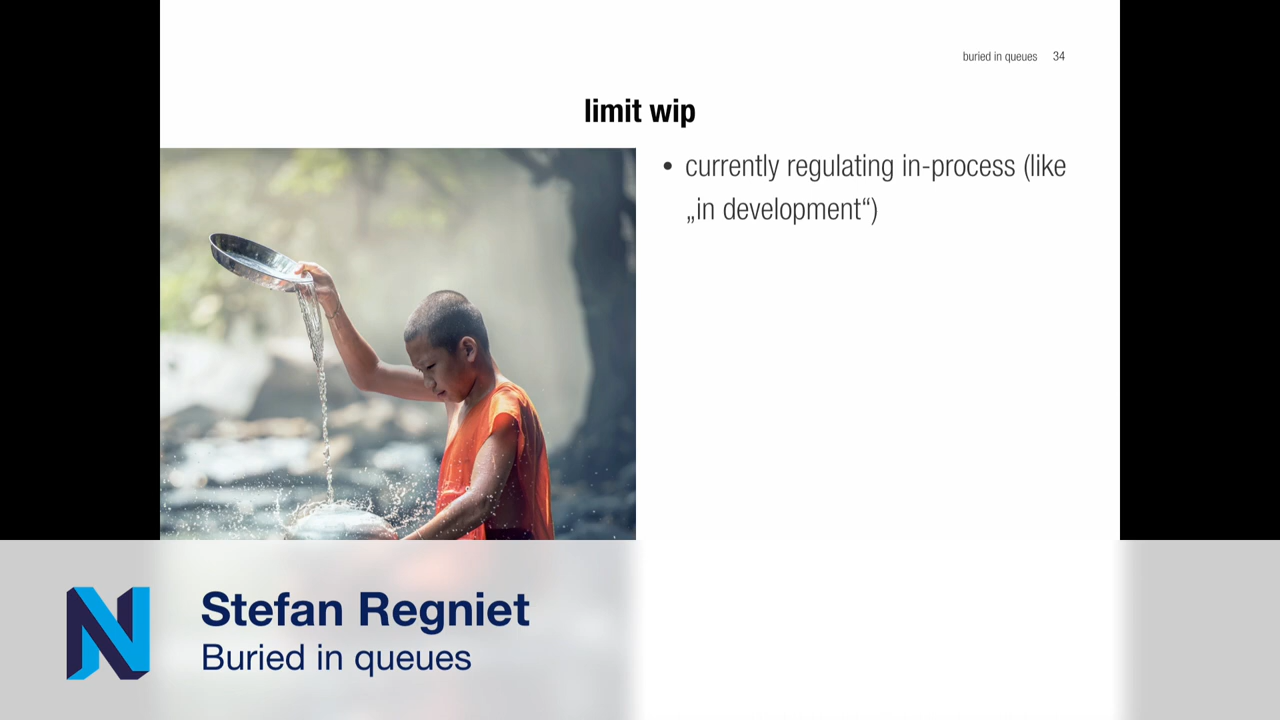 buried in queues 34
limit wip
• currently regulating in-process (like
„in development“)
Stefan Regniet
Buried in queues